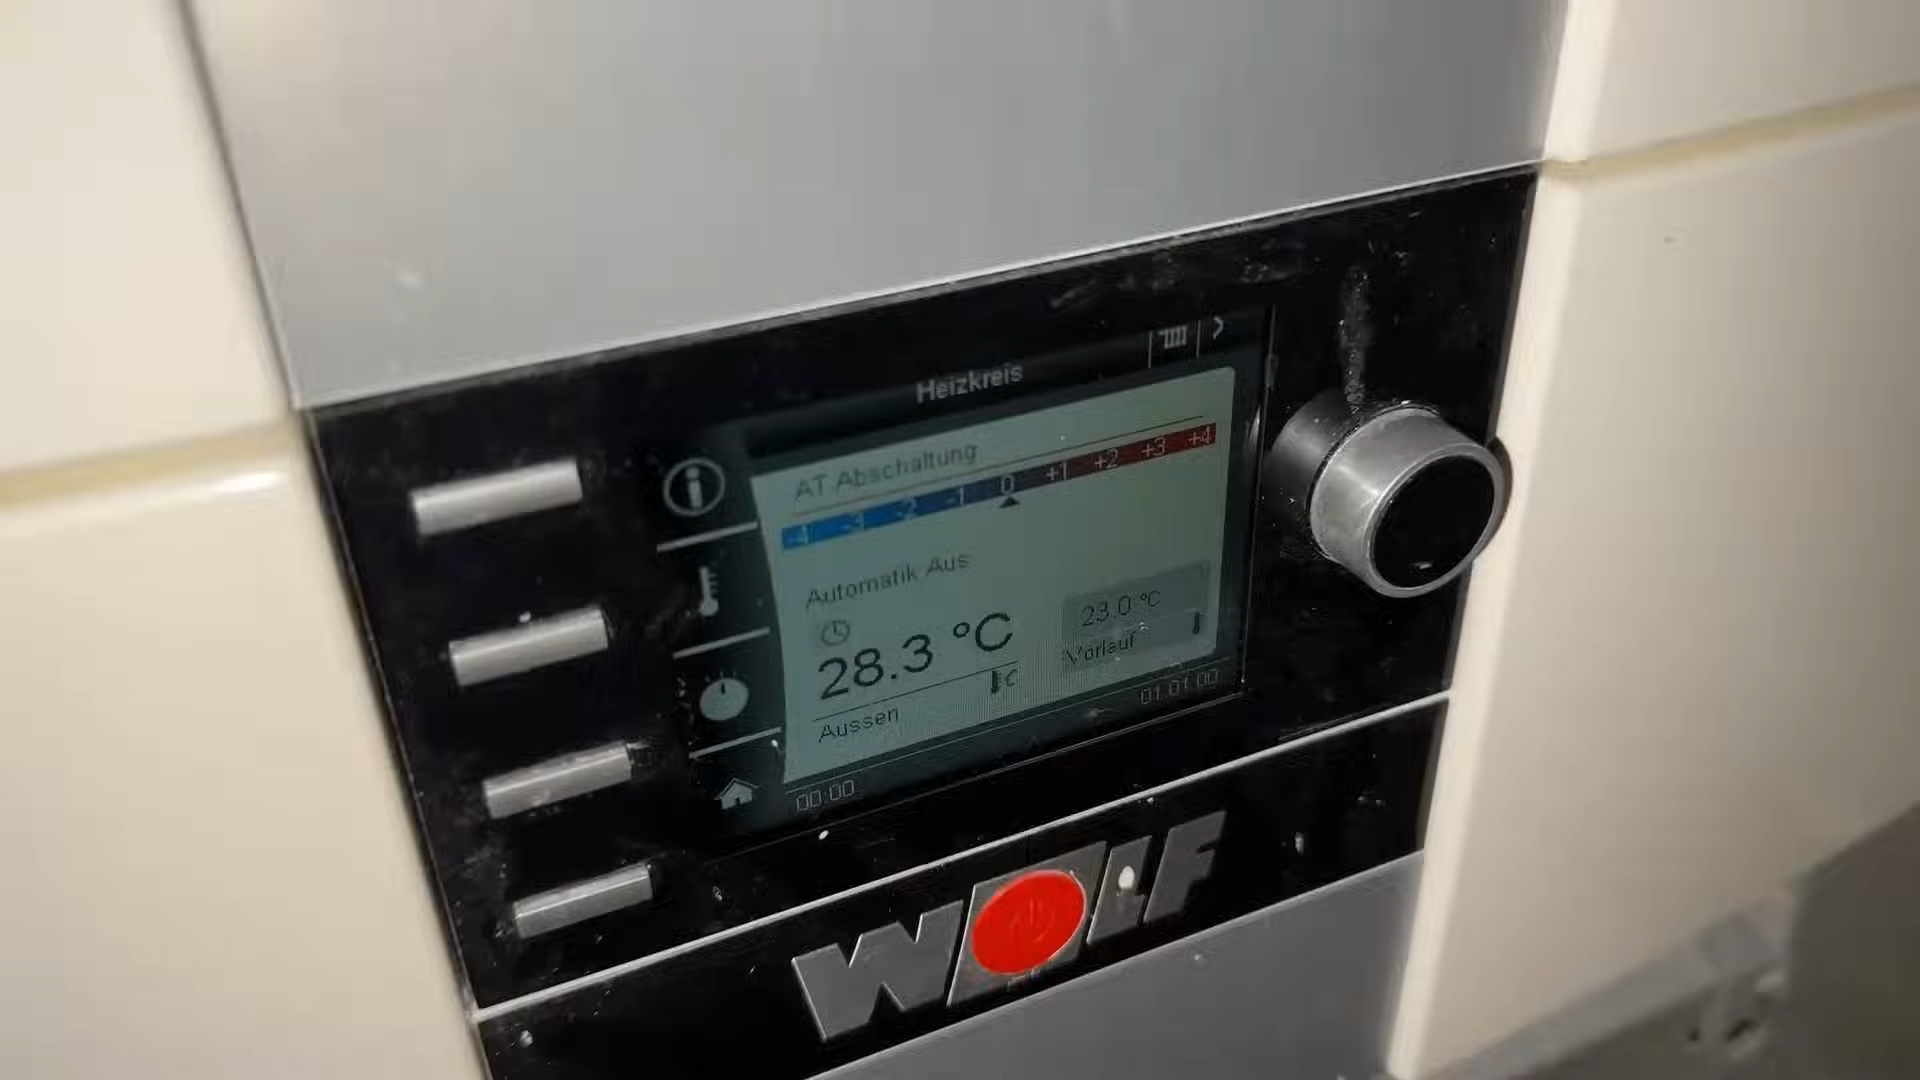 Heizkreis
AT Abschaltung
-4 -3 -2 -1 0 +1 +2 +3 +4
Automatik Aus
28.3 °C
23.0 °C
Vorlauf
°C
Aussen
00:00
01.01.00
WOLF